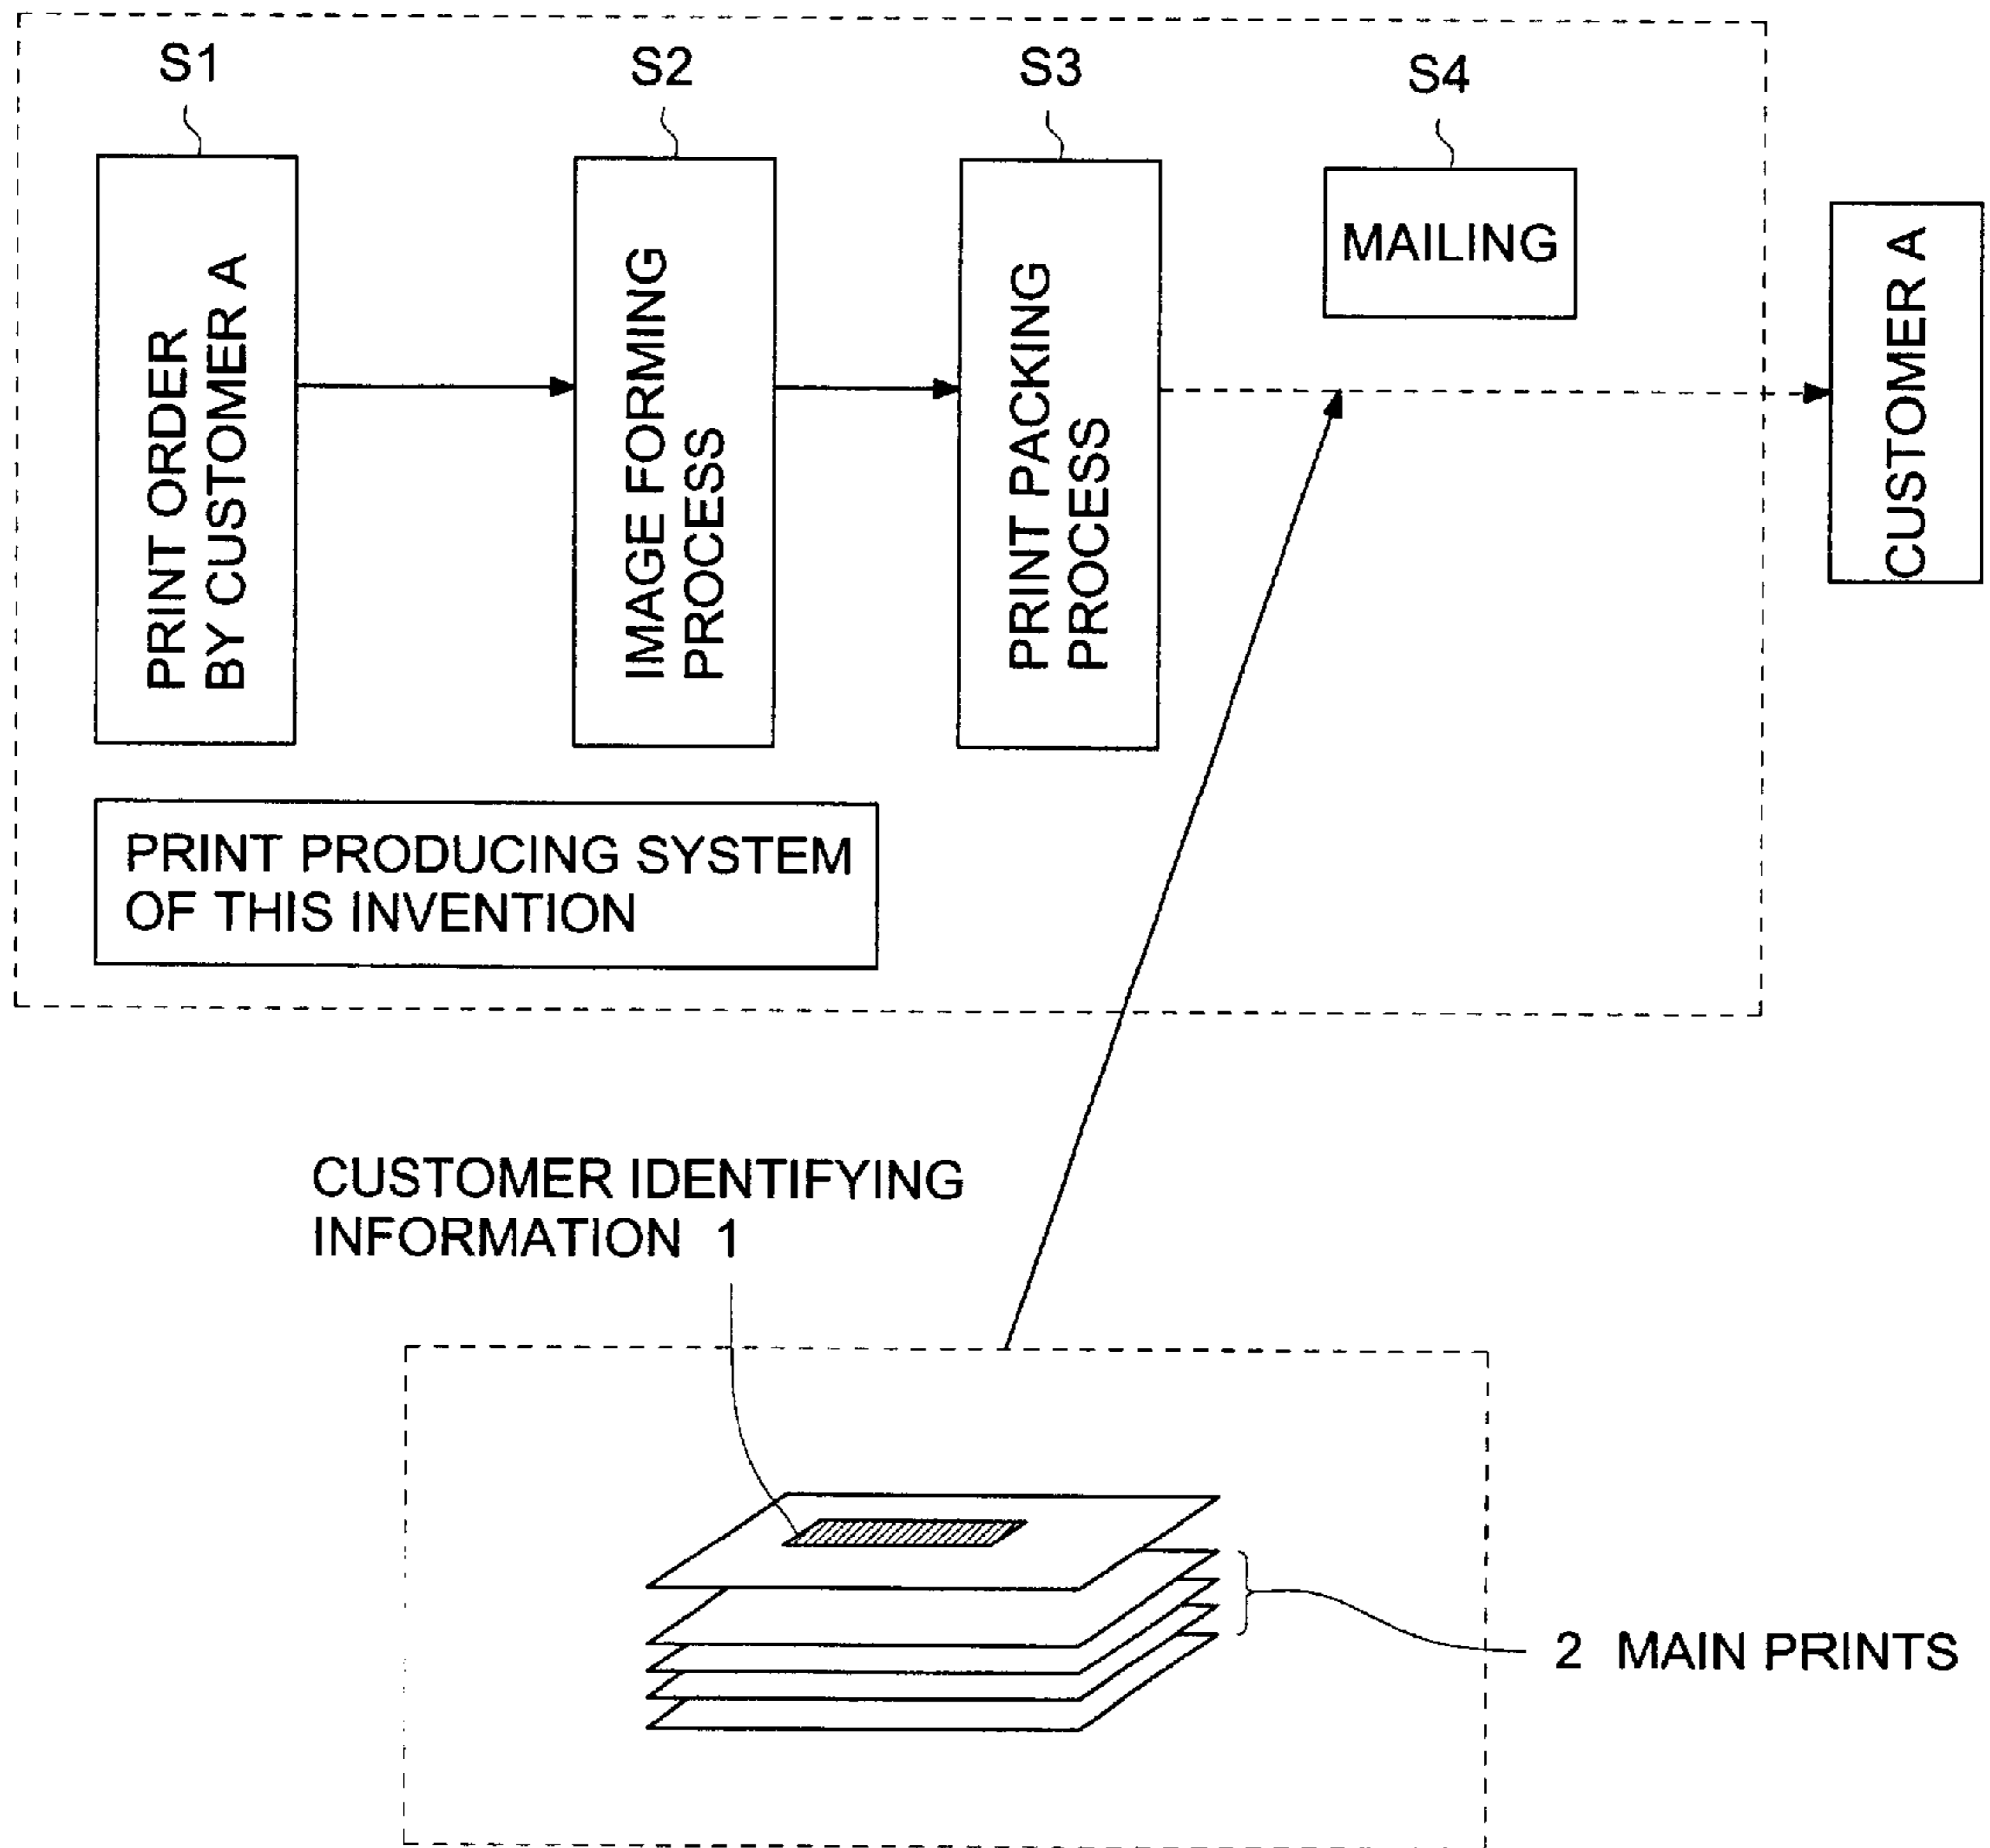 S1
S2
S3
S4
PRINT ORDER
BY CUSTOMER A
IMAGE FORMING
PROCESS
PRINT PACKING
PROCESS
MAILING
CUSTOMER A
PRINT PRODUCING SYSTEM
OF THIS INVENTION
CUSTOMER IDENTIFYING
INFORMATION 1
2 MAIN PRINTS